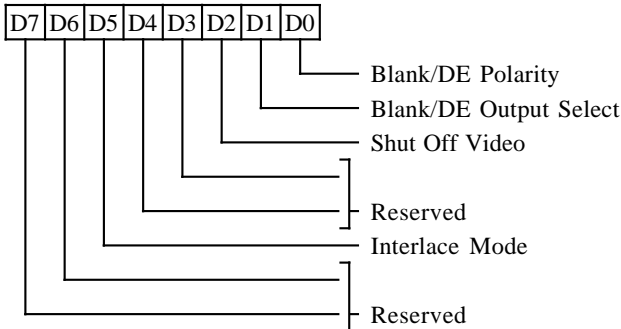 D7 D6 D5 D4 D3 D2 D1 D0
Blank/DE Polarity
Blank/DE Output Select
Shut Off Video
Reserved
Interlace Mode
Reserved